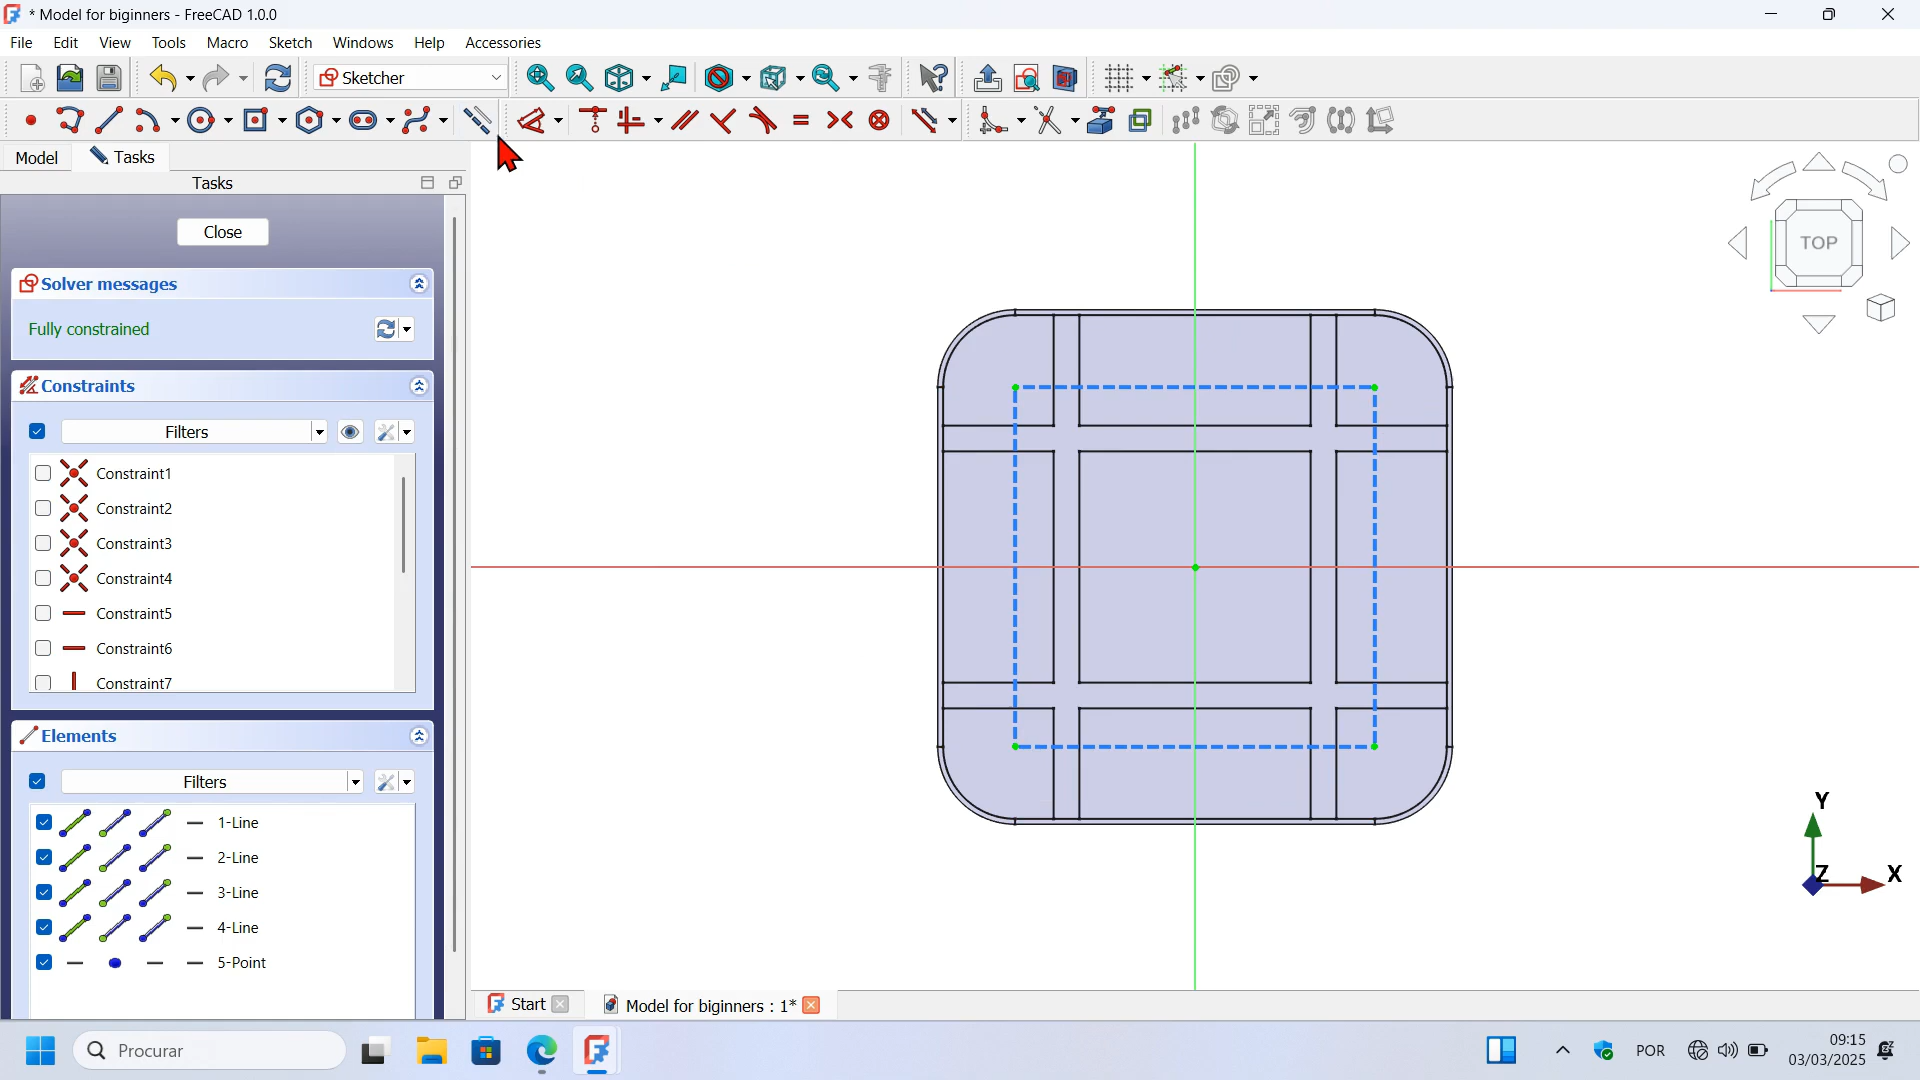 * Model for biginners - FreeCAD 1.0.0
File Edit View Tools Macro Sketch Windows Help Accessories
Sketcher
Model Tasks
Tasks
Close
Solver messages
Fully constrained
Constraints
Filters
Constraint1
Constraint2
Constraint3
Constraint4
Constraint5
Constraint6
Constraint7
Elements
Filters
1-Line
2-Line
3-Line
4-Line
5-Point
TOP
Y
Z
X
Start
Model for biginners : 1*
Procurar
POR
09:15
03/03/2025